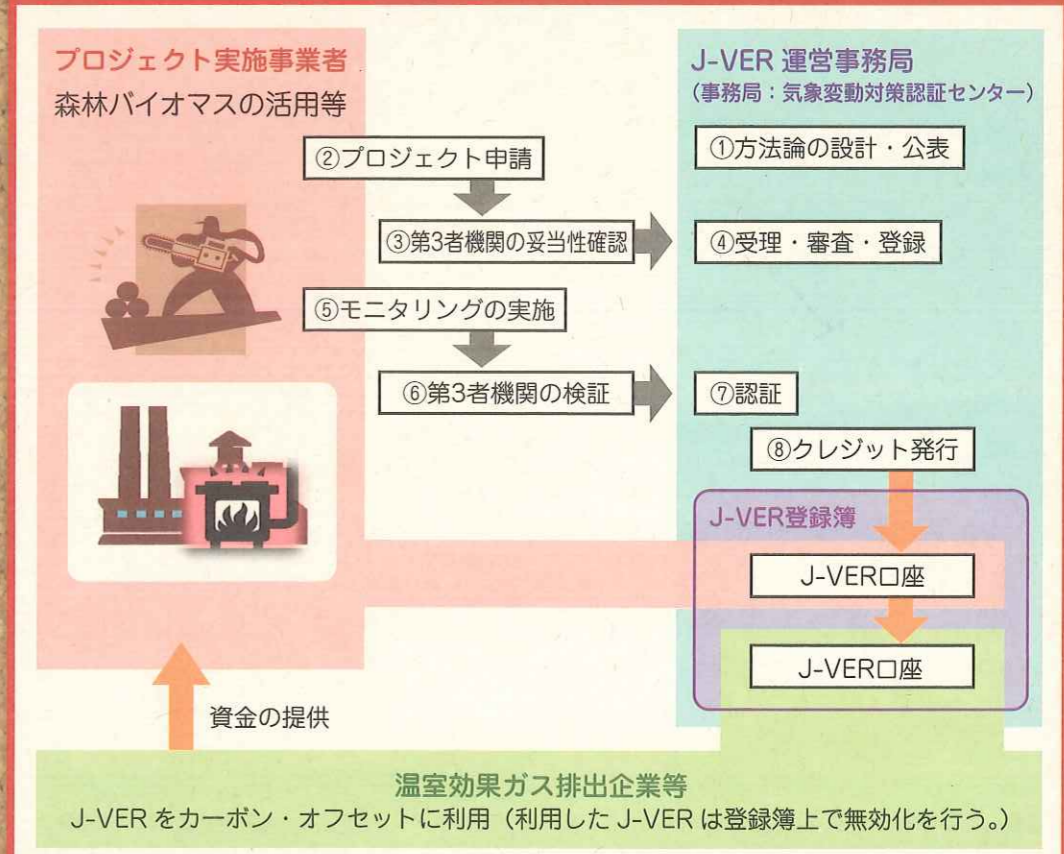 プロジェクト実施事業者
森林バイオマスの活用等
J-VER 運営事務局
(事務局：気象変動対策認証センター)
①方法論の設計・公表
②プロジェクト申請
③第3者機関の妥当性確認
④受理・審査・登録
⑤モニタリングの実施
⑥第3者機関の検証
⑦認証
⑧クレジット発行
J-VER登録簿
J-VER口座
J-VER口座
資金の提供
温室効果ガス排出企業等
J-VER をカーボン・オフセットに利用（利用した J-VER は登録簿上で無効化を行う。）